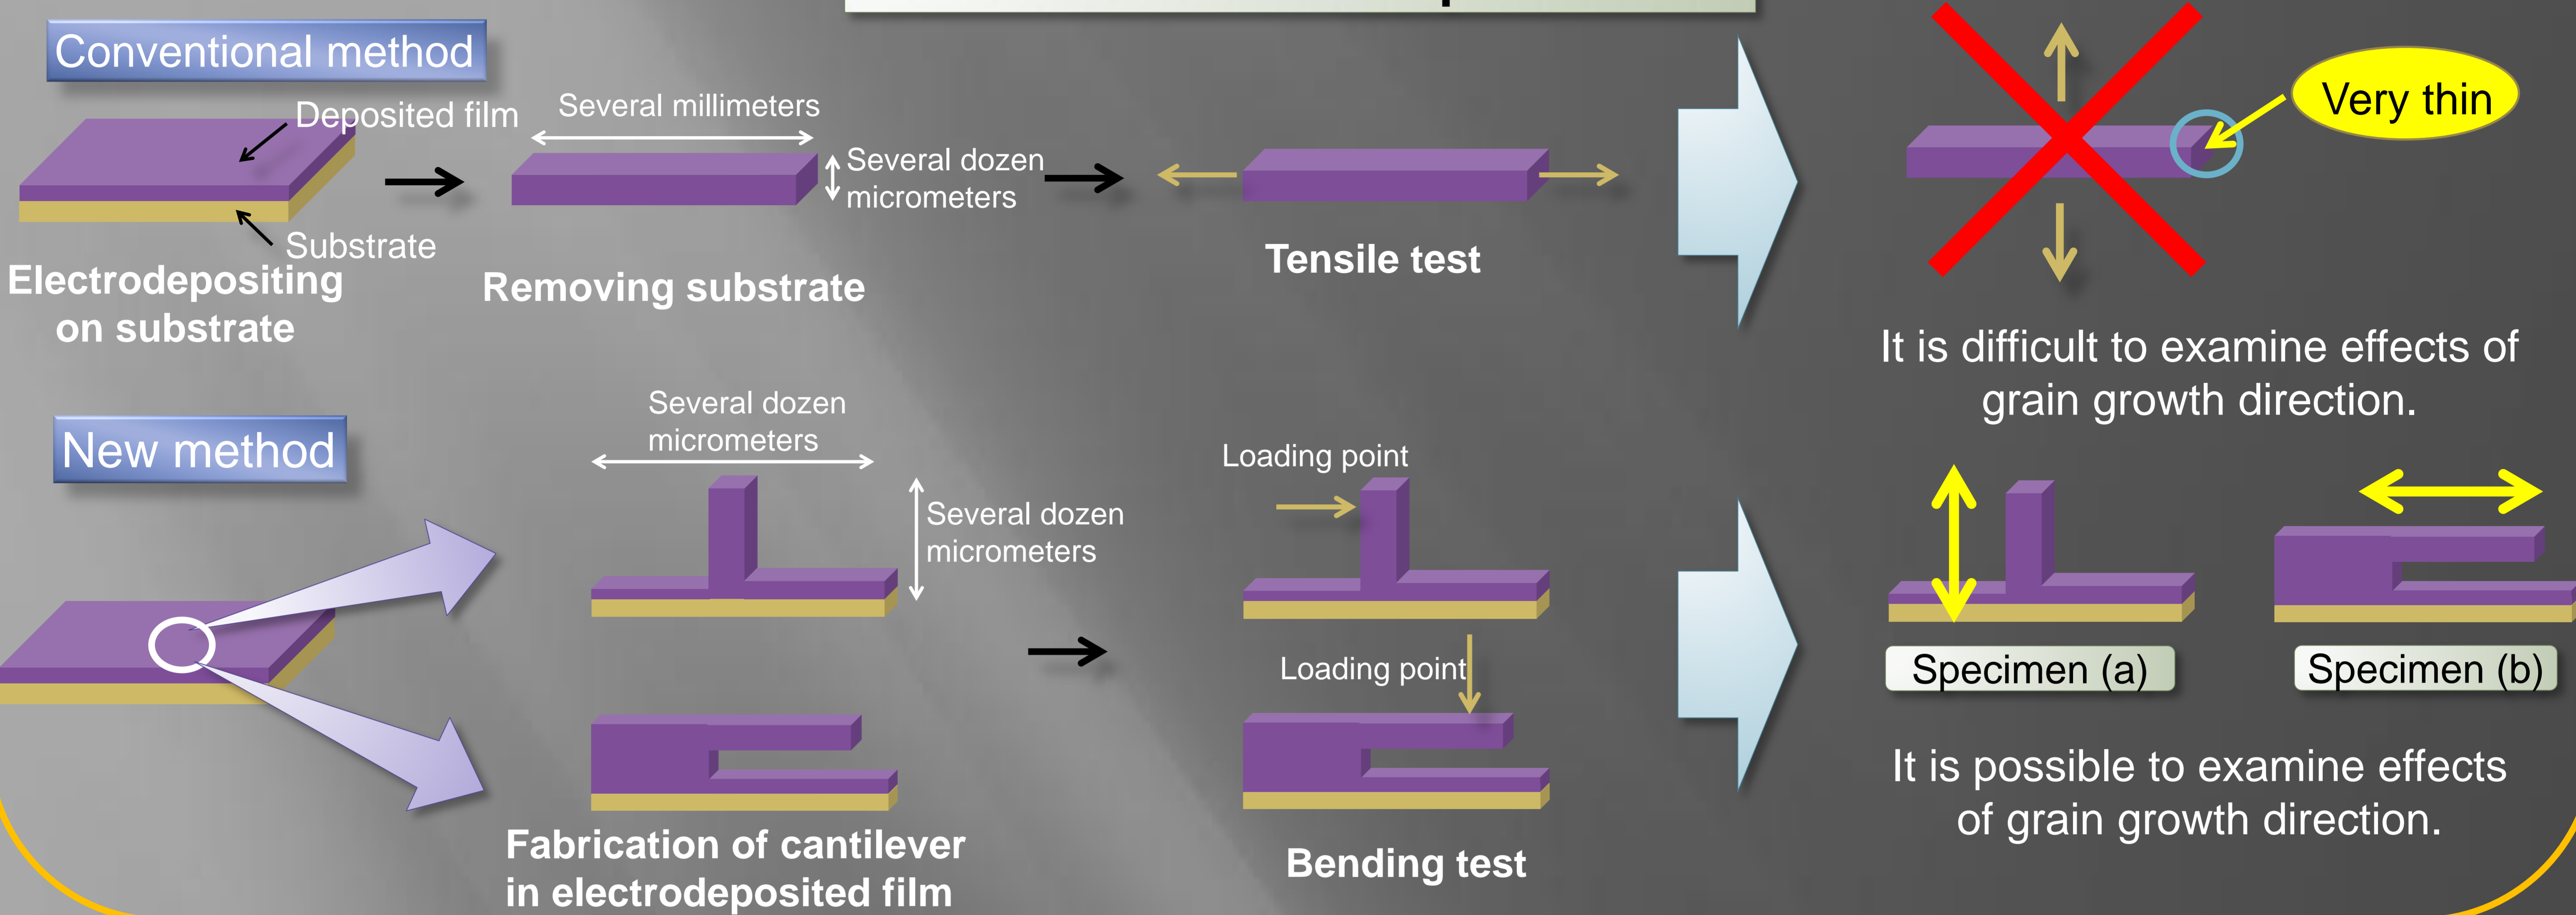 Conventional method
Deposited film
Substrate
Electrodepositing
on substrate
Several millimeters
Several dozen
micrometers
Removing substrate
Tensile test
Very thin
It is difficult to examine effects of
grain growth direction.
New method
Several dozen
micrometers
Several dozen
micrometers
Fabrication of cantilever
in electrodeposited film
Loading point
Loading point
Bending test
Specimen (a)
Specimen (b)
It is possible to examine effects
of grain growth direction.